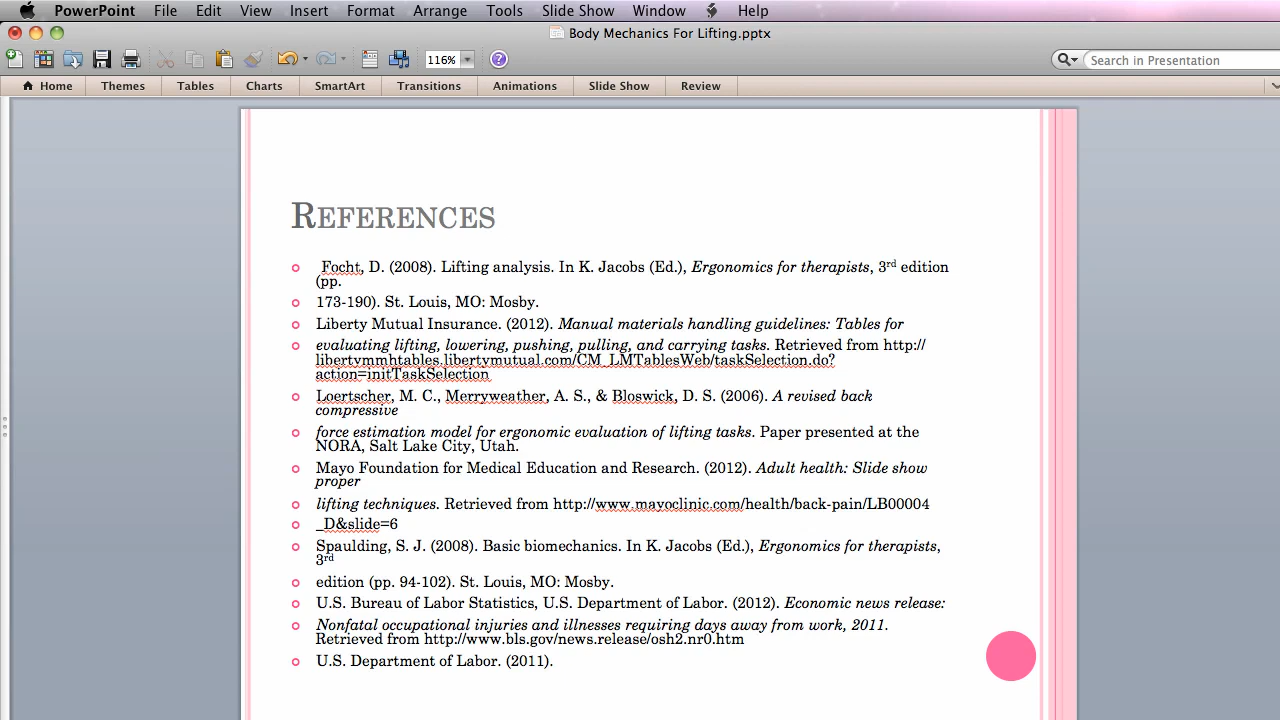 PowerPoint File Edit View Insert Format Arrange Tools Slide Show Window Help
Body Mechanics For Lifting.pptx
116% ? Search in Presentation
Home Themes Tables Charts SmartArt Transitions Animations Slide Show Review
REFERENCES
Focht, D. (2008). Lifting analysis. In K. Jacobs (Ed.), Ergonomics for therapists, 3rd edition
(pp.
173-190). St. Louis, MO: Mosby.
Liberty Mutual Insurance. (2012). Manual materials handling guidelines: Tables for
evaluating lifting, lowering, pushing, pulling, and carrying tasks. Retrieved from http://
libertymmhtables.libertymutual.com/CM_LMTablesWeb/taskSelection.do?
action=initTaskSelection
Loertscher, M. C., Merryweather, A. S., & Bloswick, D. S. (2006). A revised back
compressive
force estimation model for ergonomic evaluation of lifting tasks. Paper presented at the
NORA, Salt Lake City, Utah.
Mayo Foundation for Medical Education and Research. (2012). Adult health: Slide show
proper
lifting techniques. Retrieved from http://www.mayoclinic.com/health/back-pain/LB00004
_D&slide=6
Spaulding, S. J. (2008). Basic biomechanics. In K. Jacobs (Ed.), Ergonomics for therapists,
3rd
edition (pp. 94-102). St. Louis, MO: Mosby.
U.S. Bureau of Labor Statistics, U.S. Department of Labor. (2012). Economic news release:
Nonfatal occupational injuries and illnesses requiring days away from work, 2011.
Retrieved from http://www.bls.gov/news.release/osh2.nr0.htm
U.S. Department of Labor. (2011).